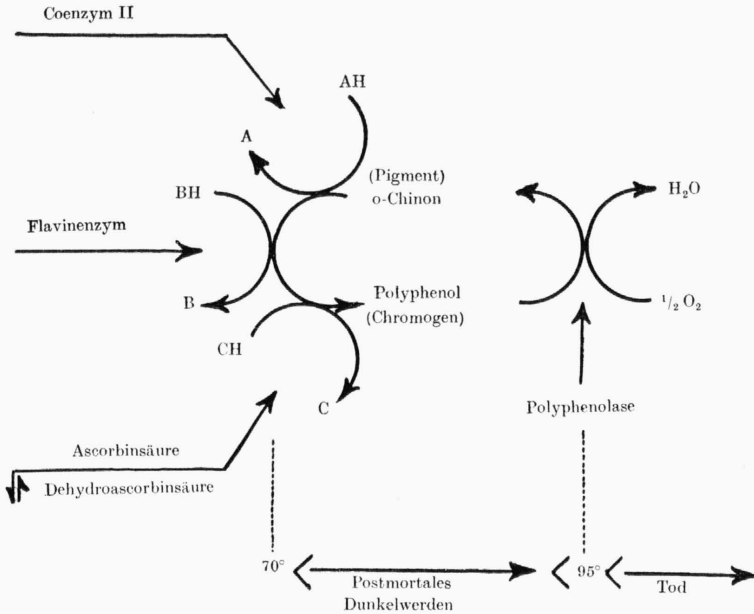 Coenzym II
AH
A
(Pigment)
o-Chinon
BH
H₂O
Flavinenzym
B
Polyphenol
(Chromogen)
½ O₂
CH
C
Polyphenolase
Ascorbinsäure
Dehydroascorbinsäure
70°
95°
Postmortales
Dunkelwerden
Tod